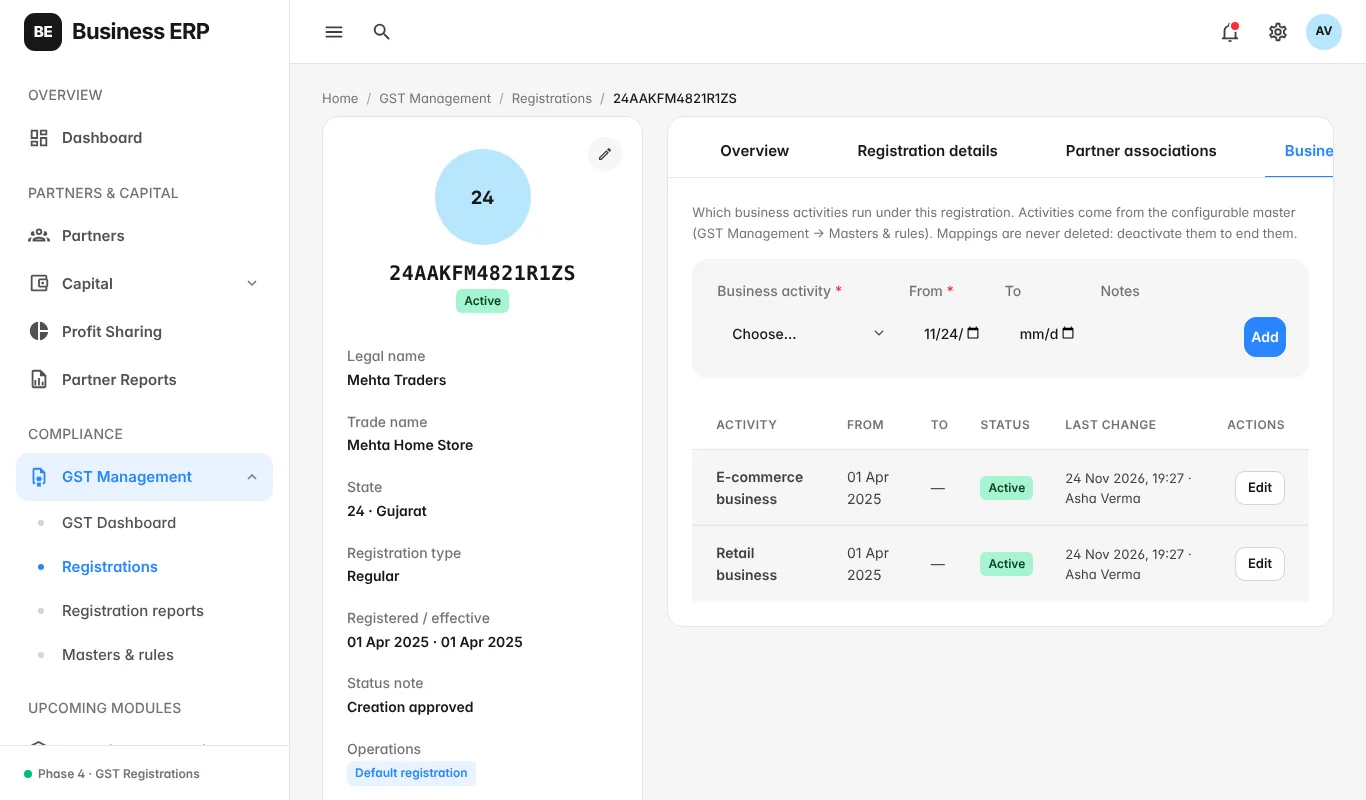 BE Business ERP
AV
OVERVIEW
Dashboard
PARTNERS & CAPITAL
Partners
Capital
Profit Sharing
Partner Reports
COMPLIANCE
GST Management
GST Dashboard
Registrations
Registration reports
Masters & rules
UPCOMING MODULES
Phase 4 · GST Registrations
Home / GST Management / Registrations / 24AAKFM4821R1ZS
24
24AAKFM4821R1ZS
Active
Legal name
Mehta Traders
Trade name
Mehta Home Store
State
24 · Gujarat
Registration type
Regular
Registered / effective
01 Apr 2025 · 01 Apr 2025
Status note
Creation approved
Operations
Default registration
Overview Registration details Partner associations Busine
Which business activities run under this registration. Activities come from the configurable master
(GST Management → Masters & rules). Mappings are never deleted: deactivate them to end them.
Business activity * From * To Notes
Choose... 11/24/ mm/d Add
ACTIVITY FROM TO STATUS LAST CHANGE ACTIONS
E-commerce business 01 Apr 2025 — Active 24 Nov 2026, 19:27 · Asha Verma Edit
Retail business 01 Apr 2025 — Active 24 Nov 2026, 19:27 · Asha Verma Edit